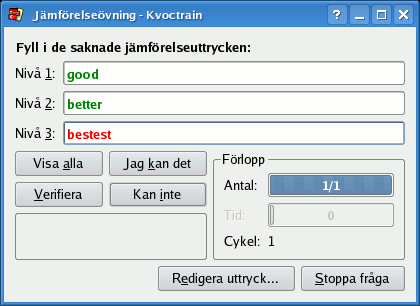 Jämförelseövning - Kvoctrain
Fyll i de saknade jämförelseuttrycken:
Nivå 1: good
Nivå 2: better
Nivå 3: bestest
Visa alla Jag kan det
Verifiera Kan inte
Förlopp
Antal: 1/1
Tid: 0
Cykel: 1
Redigera uttryck... Stoppa fråga